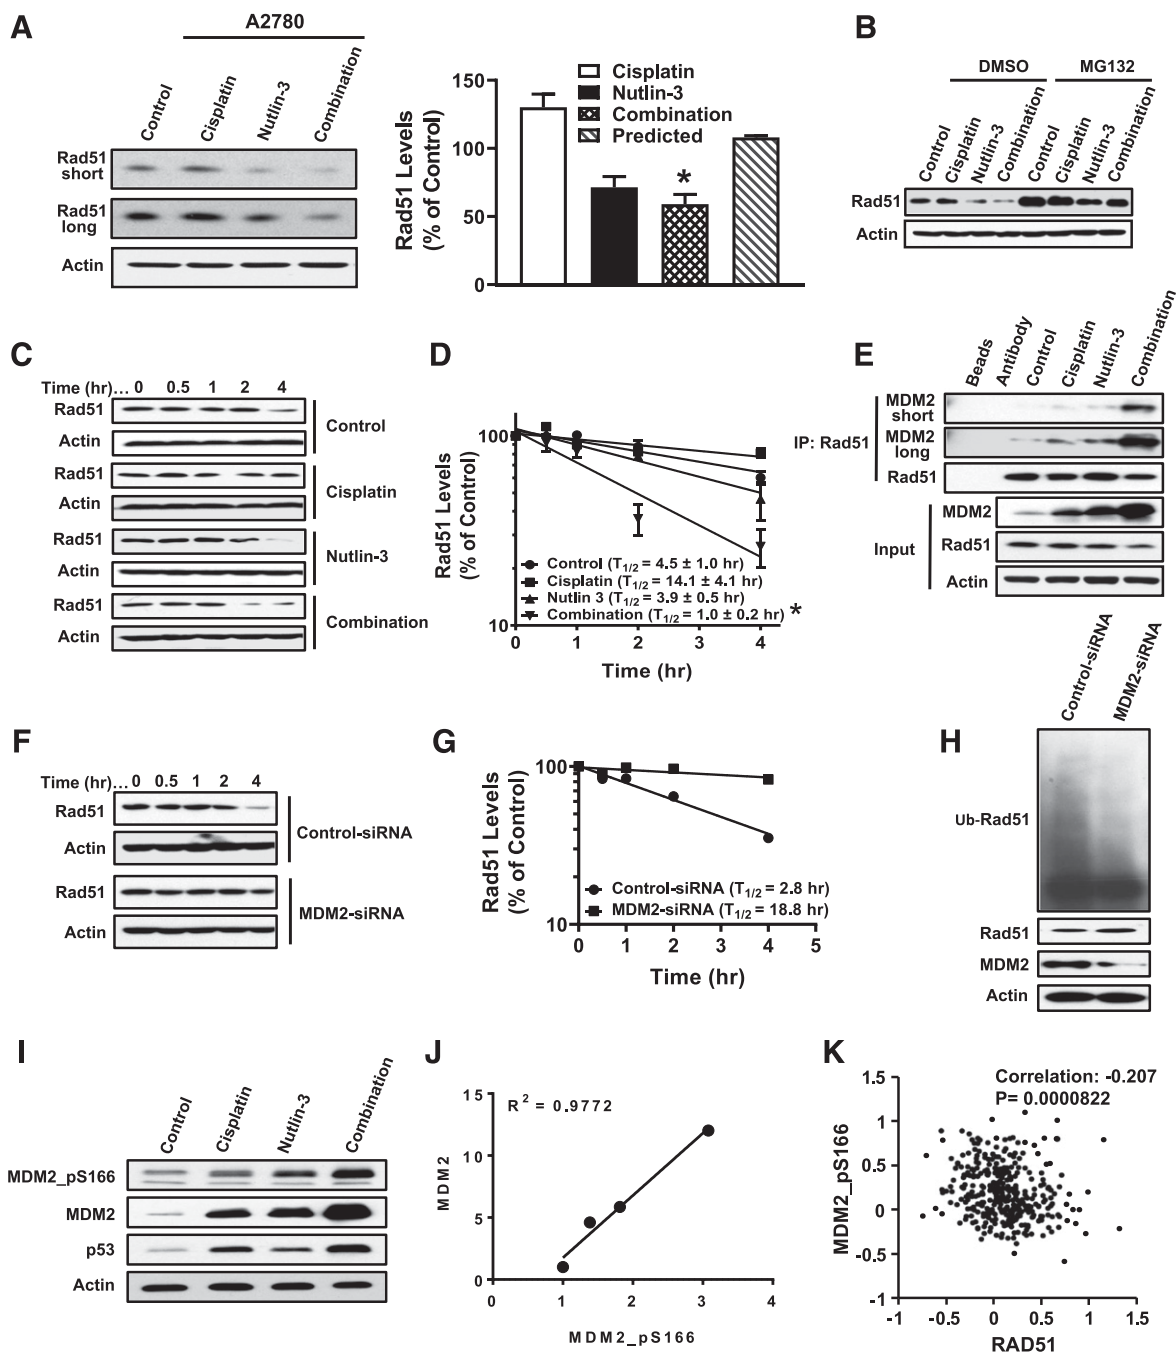 A
A2780
Control
Cisplatin
Nutlin-3
Combination
Rad51
short
Rad51
long
Actin
Rad51 Levels
(% of Control)
150
100
50
0
Cisplatin
Nutlin-3
Combination
Predicted
*
B
DMSO
MG132
Control
Cisplatin
Nutlin-3
Combination
Control
Cisplatin
Nutlin-3
Combination
Rad51
Actin
C
Time (hr)... 0 0.5 1 2 4
Rad51
Actin
Control
Rad51
Actin
Cisplatin
Rad51
Actin
Nutlin-3
Rad51
Actin
Combination
D
Rad51 Levels
(% of Control)
100
10
Control (T1/2 = 4.5 ± 1.0 hr)
Cisplatin (T1/2 = 14.1 ± 4.1 hr)
Nutlin 3 (T1/2 = 3.9 ± 0.5 hr)
Combination (T1/2 = 1.0 ± 0.2 hr) *
0 1 2 3 4
Time (hr)
E
Beads
Antibody
Control
Cisplatin
Nutlin-3
Combination
IP: Rad51
MDM2
short
MDM2
long
Rad51
Input
MDM2
Rad51
Actin
F
Time (hr)... 0 0.5 1 2 4
Rad51
Actin
Control-siRNA
Rad51
Actin
MDM2-siRNA
G
Rad51 Levels
(% of Control)
100
10
Control-siRNA (T1/2 = 2.8 hr)
MDM2-siRNA (T1/2 = 18.8 hr)
0 1 2 3 4 5
Time (hr)
H
Control-siRNA
MDM2-siRNA
Ub-Rad51
Rad51
MDM2
Actin
I
Control
Cisplatin
Nutlin-3
Combination
MDM2_pS166
MDM2
p53
Actin
J
MDM2
15
10
5
0
R2 = 0.9772
0 1 2 3 4
MDM2_pS166
K
MDM2_pS166
Correlation: -0.207
P= 0.0000822
1.5
1
0.5
0
-0.5
-1
-1 -0.5 0 0.5 1 1.5
RAD51